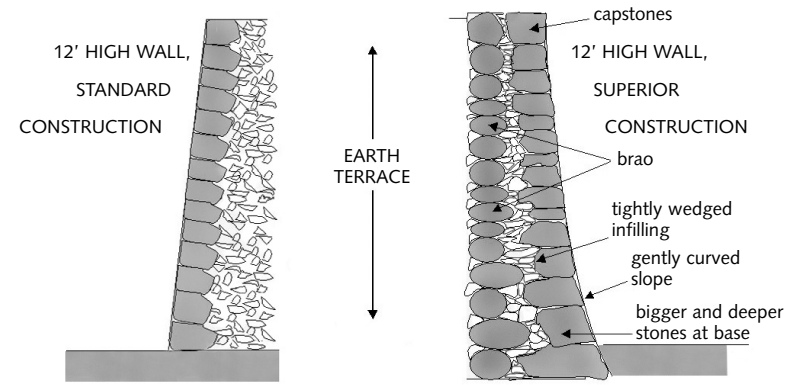 12’ HIGH WALL,
STANDARD
CONSTRUCTION
EARTH
TERRACE
capstones
12’ HIGH WALL,
SUPERIOR
CONSTRUCTION
brao
tightly wedged
infilling
gently curved
slope
bigger and deeper
stones at base